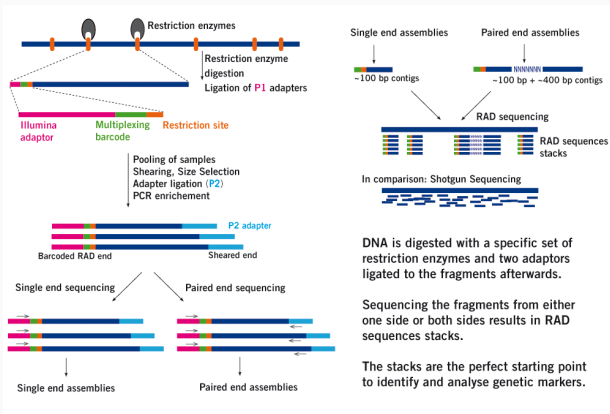 Restriction enzymes
Restriction enzyme
digestion
Ligation of P1 adapters
Illumina
adaptor
Multiplexing
barcode
Restriction site
Pooling of samples
Shearing, Size Selection
Adapter ligation (P2)
PCR enrichement
P2 adapter
Barcoded RAD end
Sheared end
Single end sequencing
Paired end sequencing
Single end assemblies
Paired end assemblies
Single end assemblies
Paired end assemblies
NNNNNNN
~100 bp contigs
~100 bp + ~400 bp contigs
RAD sequencing
RAD sequences
stacks
In comparison: Shotgun Sequencing
DNA is digested with a specific set of
restriction enzymes and two adaptors
ligated to the fragments afterwards.
Sequencing the fragments from either
one side or both sides results in RAD
sequences stacks.
The stacks are the perfect starting point
to identify and analyse genetic markers.